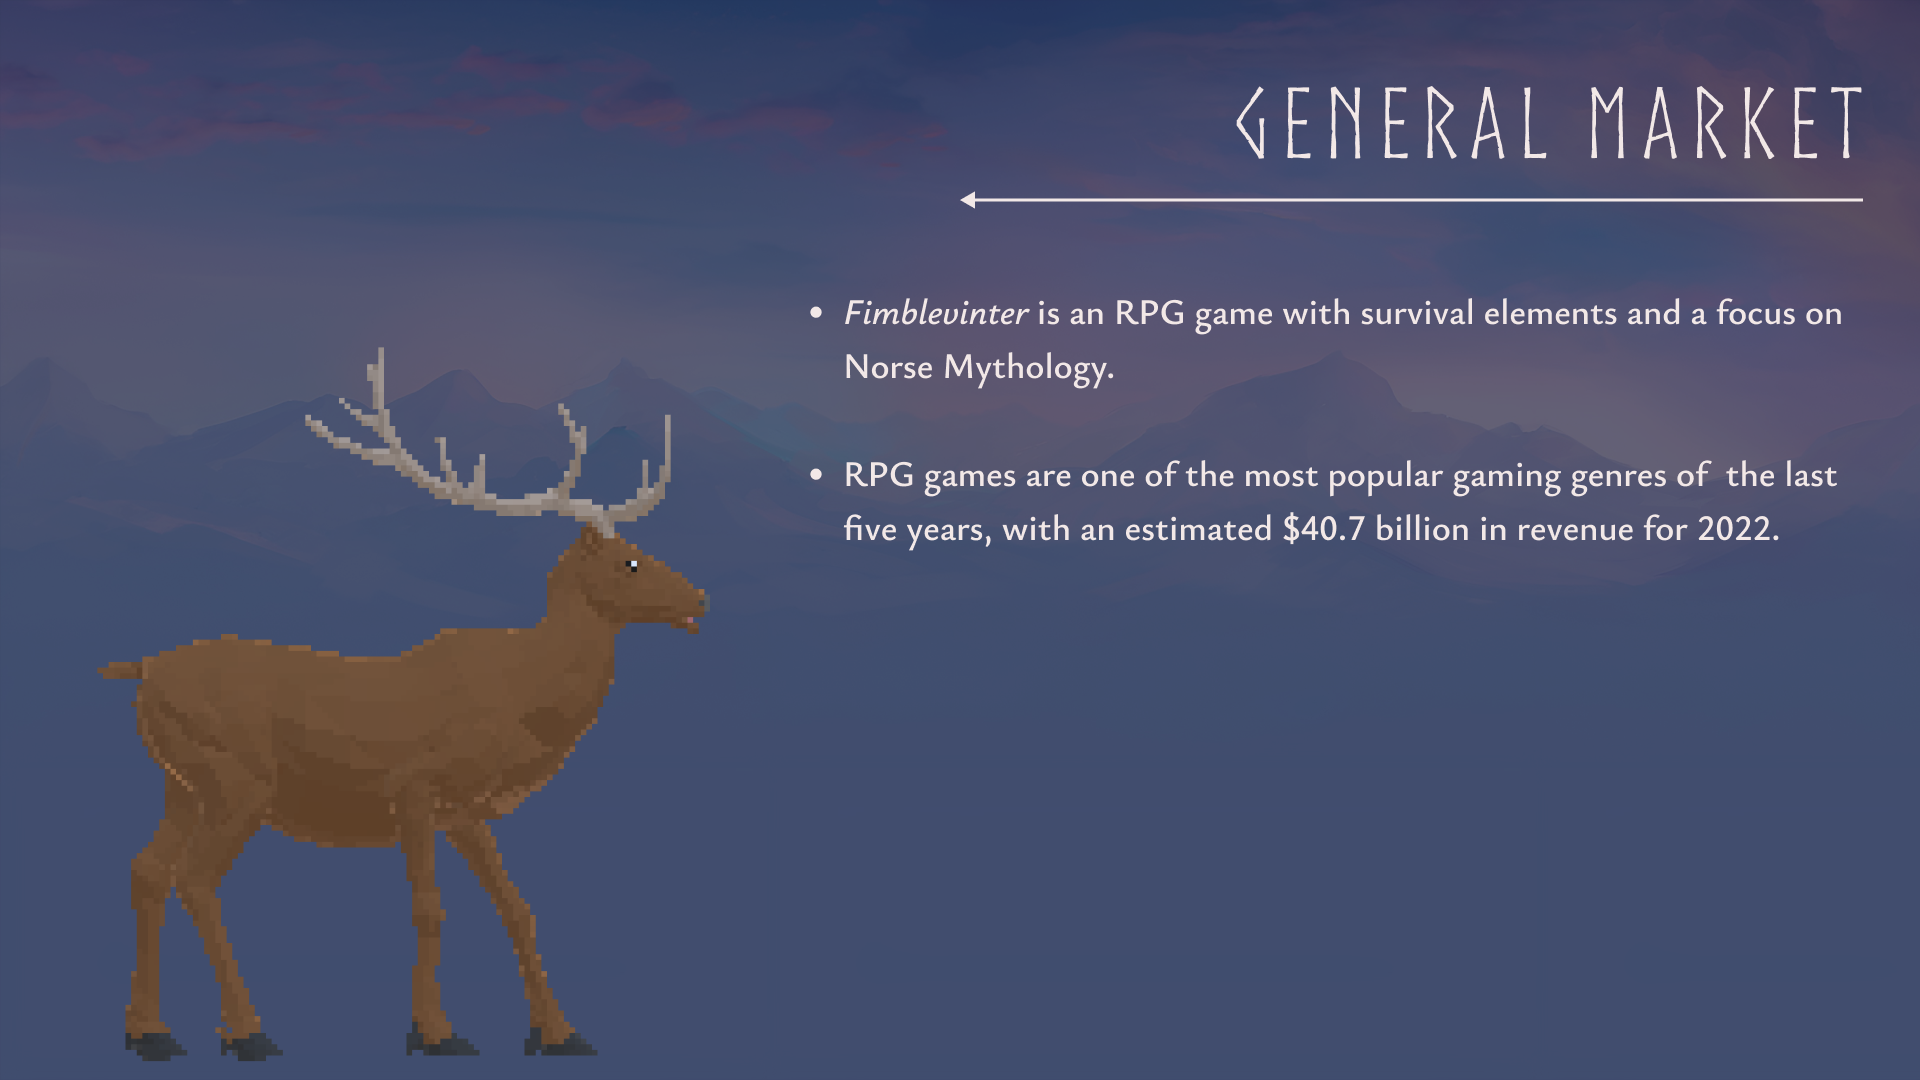 GENERAL MARKET
• Fimblevinter is an RPG game with survival elements and a focus on
Norse Mythology.
• RPG games are one of the most popular gaming genres of  the last
five years, with an estimated $40.7 billion in revenue for 2022.